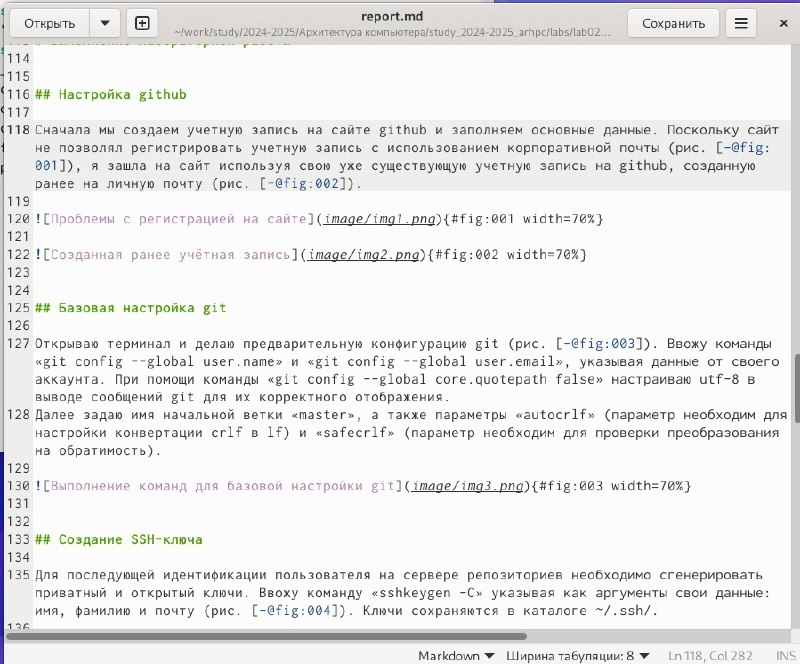 Открыть
report.md
~/work/study/2024-2025/Архитектура компьютера/study_2024-2025_arhpc/labs/lab02...
Сохранить
114
115
116 ## Настройка github
117
118 Сначала мы создаем учетную запись на сайте github и заполняем основные данные. Поскольку сайт
не позволял регистрировать учетную запись с использованием корпоративной почты (рис. [-@fig:
001]), я зашла на сайт используя свою уже существующую учетную запись на github, созданную
ранее на личную почту (рис. [-@fig:002]).
119
120 ![Проблемы с регистрацией на сайте](image/img1.png){#fig:001 width=70%}
121
122 ![Созданная ранее учётная запись](image/img2.png){#fig:002 width=70%}
123
124
125 ## Базовая настройка git
126
127 Открываю терминал и делаю предварительную конфигурацию git (рис. [-@fig:003]). Ввожу команды
«git config --global user.name» и «git config --global user.email», указывая данные от своего
аккаунта. При помощи команды «git config --global core.quotepath false» настраиваю utf-8 в
выводе сообщений git для их корректного отображения.
128 Далее задаю имя начальной ветки «master», а также параметры «autocrlf» (параметр необходим для
настройки конвертации crlf в lf) и «safecrlf» (параметр необходим для проверки преобразования
на обратимость).
129
130 ![Выполнение команд для базовой настройки git](image/img3.png){#fig:003 width=70%}
131
132
133 ## Создание SSH-ключа
134
135 Для последующей идентификации пользователя на сервере репозиториев необходимо сгенерировать
приватный и открытый ключи. Ввожу команду «sshkeygen -C» указывая как аргументы свои данные:
имя, фамилию и почту (рис. [-@fig:004]). Ключи сохраняются в каталоге ~/.ssh/.
136
Markdown
Ширина табуляции: 8
Ln 118, Col 282
INS